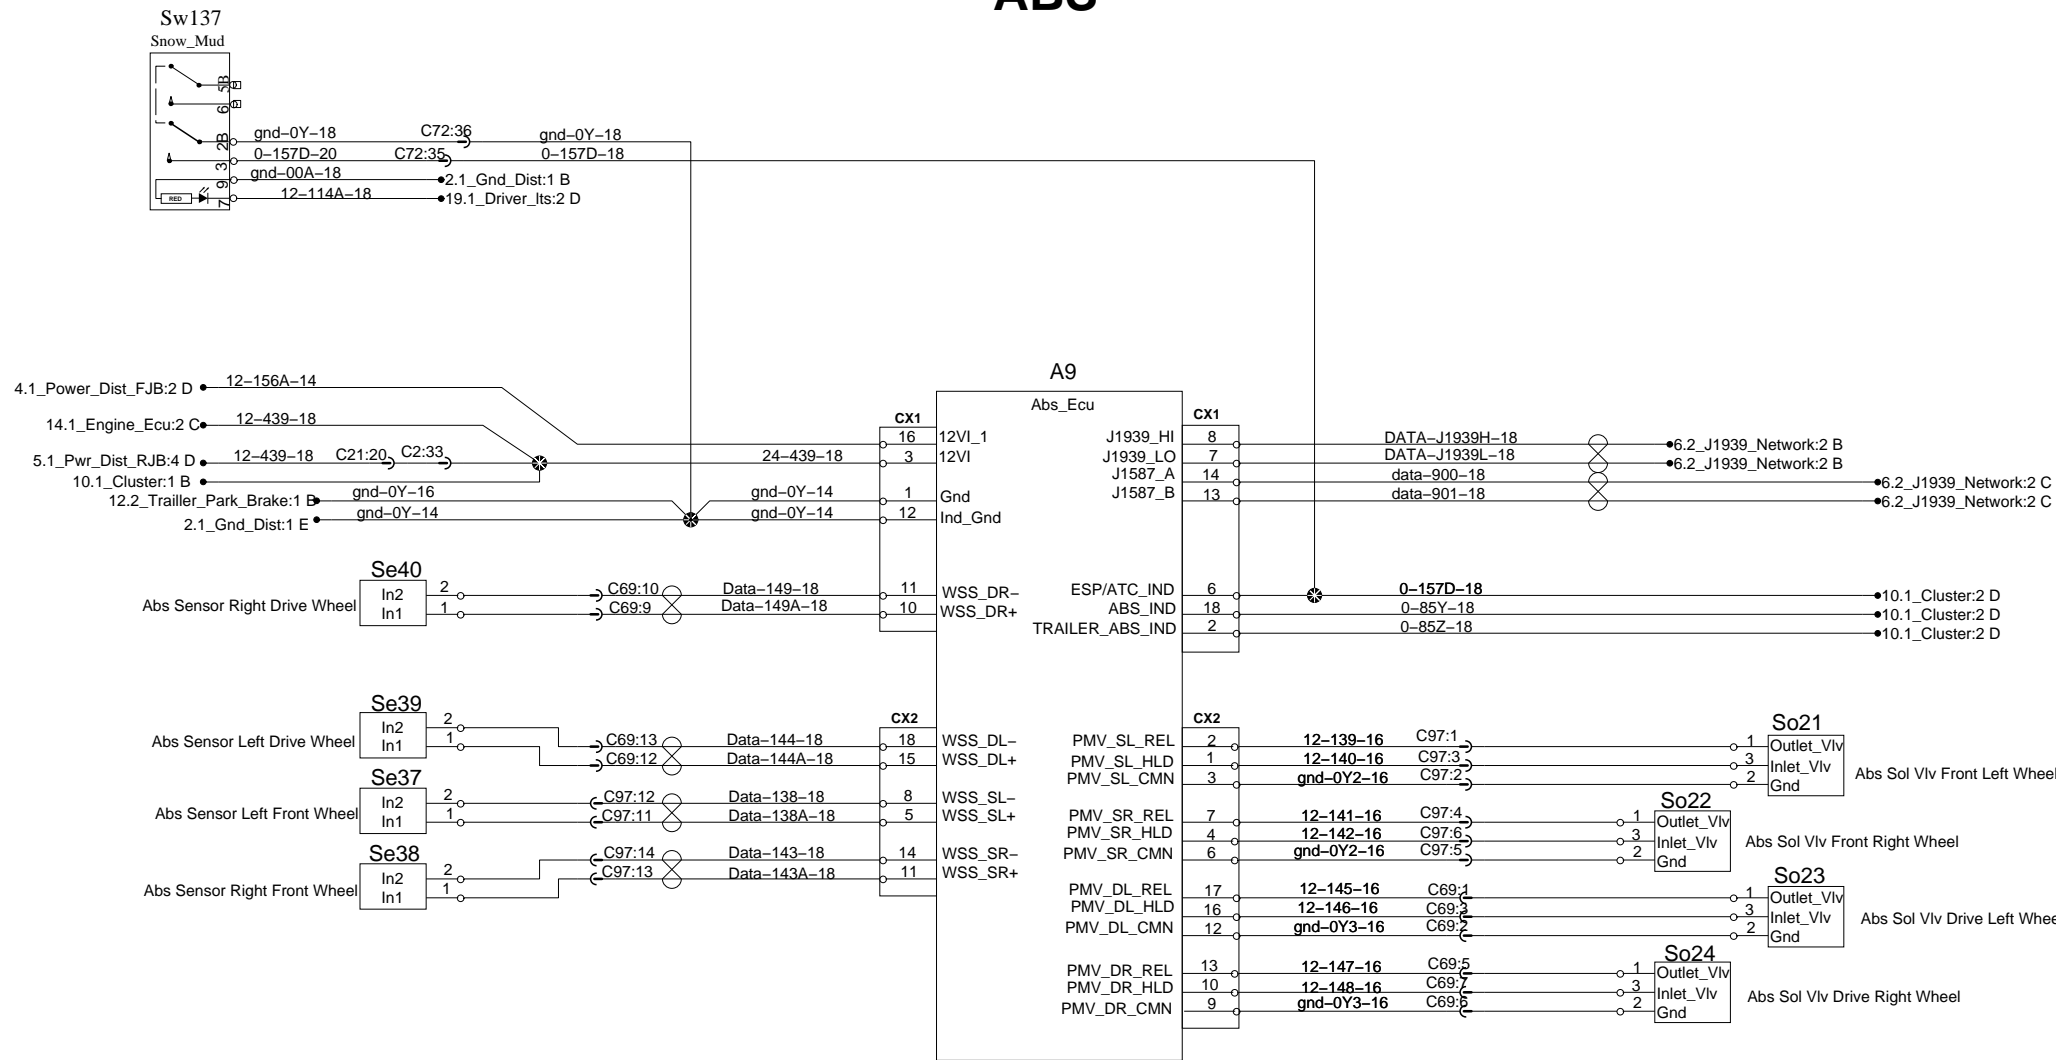 ABS
Sw137
Snow_Mud
5B
6
2B
3
9
7
RED
gnd-0Y-18 C72:36 gnd-0Y-18
0-157D-20 C72:35 0-157D-18
gnd-00A-18 2.1_Gnd_Dist:1 B
12-114A-18 19.1_Driver_lts:2 D
A9
Abs_Ecu
4.1_Power_Dist_FJB:2 D 12-156A-14
14.1_Engine_Ecu:2 C 12-439-18
5.1_Pwr_Dist_RJB:4 D 12-439-18 C21:20 C2:33 24-439-18
10.1_Cluster:1 B
12.2_Trailler_Park_Brake:1 B gnd-0Y-16 gnd-0Y-14
2.1_Gnd_Dist:1 E gnd-0Y-14 gnd-0Y-14
CX1
16 12VI_1
3 12VI
1 Gnd
12 Ind_Gnd
CX1
J1939_HI 8 DATA-J1939H-18 6.2_J1939_Network:2 B
J1939_LO 7 DATA-J1939L-18 6.2_J1939_Network:2 B
J1587_A 14 data-900-18 6.2_J1939_Network:2 C
J1587_B 13 data-901-18 6.2_J1939_Network:2 C
Se40
Abs Sensor Right Drive Wheel
In2 2 C69:10 Data-149-18 11 WSS_DR-
In1 1 C69:9 Data-149A-18 10 WSS_DR+
ESP/ATC_IND 6 0-157D-18 10.1_Cluster:2 D
ABS_IND 18 0-85Y-18 10.1_Cluster:2 D
TRAILER_ABS_IND 2 0-85Z-18 10.1_Cluster:2 D
Se39
Abs Sensor Left Drive Wheel
CX2
In2 2 C69:13 Data-144-18 18 WSS_DL-
In1 1 C69:12 Data-144A-18 15 WSS_DL+
Se37
Abs Sensor Left Front Wheel
In2 2 C97:12 Data-138-18 8 WSS_SL-
In1 1 C97:11 Data-138A-18 5 WSS_SL+
Se38
Abs Sensor Right Front Wheel
In2 2 C97:14 Data-143-18 14 WSS_SR-
In1 1 C97:13 Data-143A-18 11 WSS_SR+
CX2
So21
PMV_SL_REL 2 12-139-16 C97:1 1 Outlet_Vlv
PMV_SL_HLD 1 12-140-16 C97:3 3 Inlet_Vlv
PMV_SL_CMN 3 gnd-0Y2-16 C97:2 2 Gnd
Abs Sol Vlv Front Left Wheel
So22
PMV_SR_REL 7 12-141-16 C97:4 1 Outlet_Vlv
PMV_SR_HLD 4 12-142-16 C97:6 3 Inlet_Vlv
PMV_SR_CMN 6 gnd-0Y2-16 C97:5 2 Gnd
Abs Sol Vlv Front Right Wheel
So23
PMV_DL_REL 17 12-145-16 C69:1 1 Outlet_Vlv
PMV_DL_HLD 16 12-146-16 C69:3 3 Inlet_Vlv
PMV_DL_CMN 12 gnd-0Y3-16 C69:2 2 Gnd
Abs Sol Vlv Drive Left Whee
So24
PMV_DR_REL 13 12-147-16 C69:5 1 Outlet_Vlv
PMV_DR_HLD 10 12-148-16 C69:7 3 Inlet_Vlv
PMV_DR_CMN 9 gnd-0Y3-16 C69:6 2 Gnd
Abs Sol Vlv Drive Right Wheel